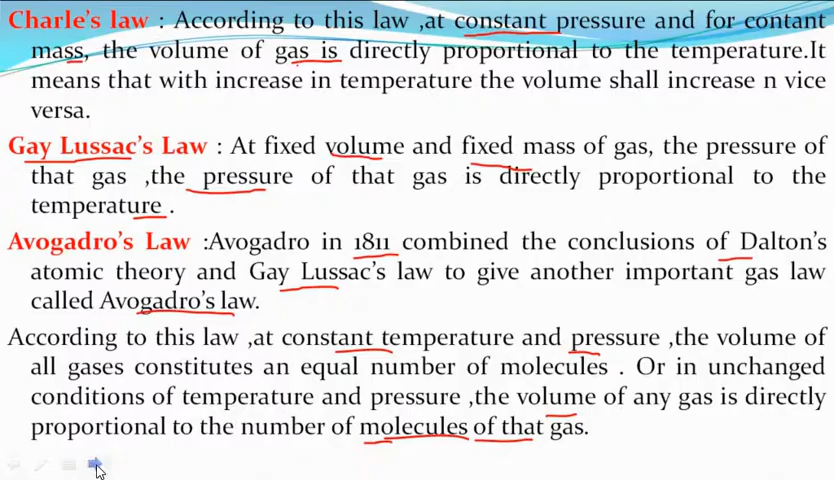 Charle's law : According to this law ,at constant pressure and for contant
mass, the volume of gas is directly proportional to the temperature.It
means that with increase in temperature the volume shall increase n vice
versa.
Gay Lussac's Law : At fixed volume and fixed mass of gas, the pressure of
that gas ,the pressure of that gas is directly proportional to the
temperature .
Avogadro's Law :Avogadro in 1811 combined the conclusions of Dalton's
atomic theory and Gay Lussac's law to give another important gas law
called Avogadro's law.
According to this law ,at constant temperature and pressure ,the volume of
all gases constitutes an equal number of molecules . Or in unchanged
conditions of temperature and pressure ,the volume of any gas is directly
proportional to the number of molecules of that gas.